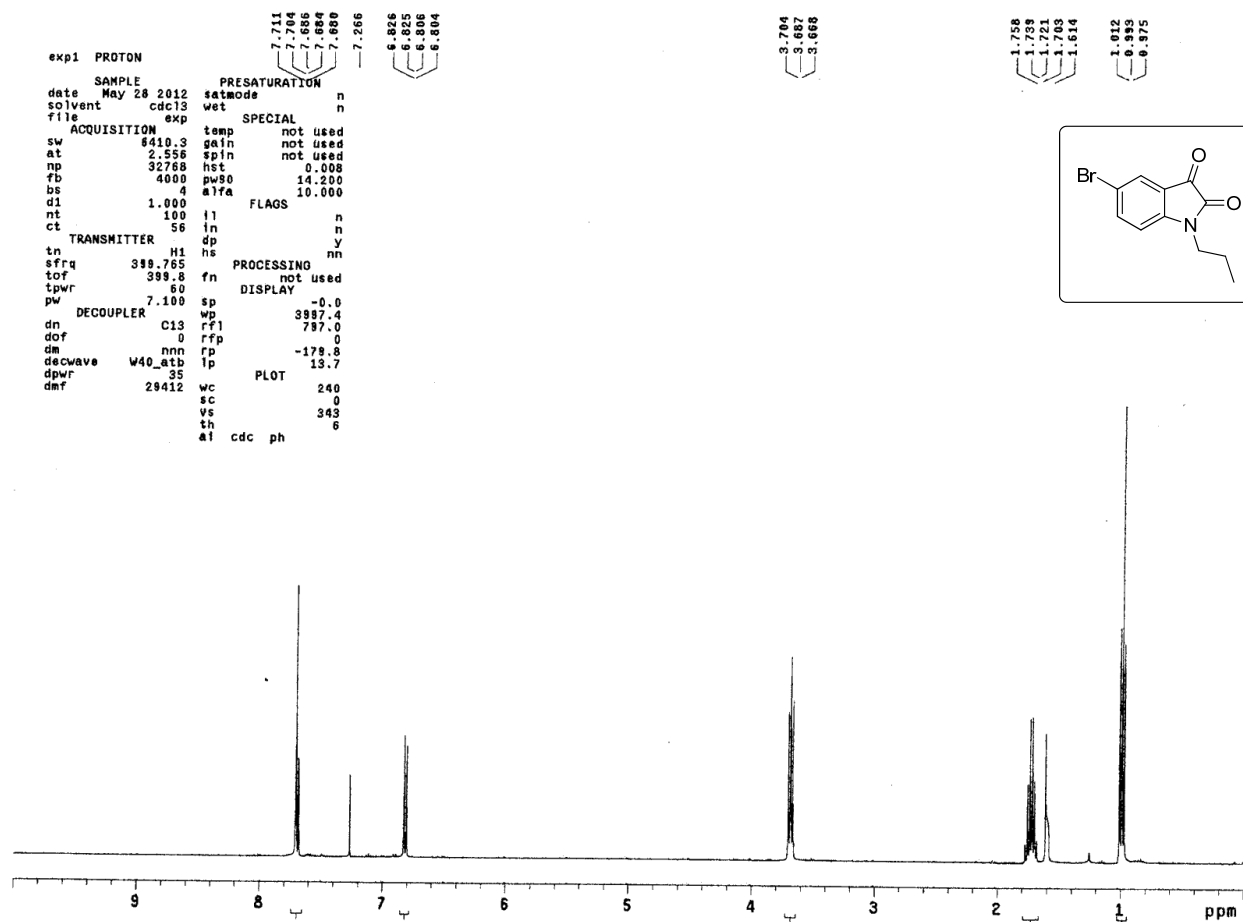 7.711
7.704
7.686
7.684
7.680
7.266
6.826
6.825
6.806
6.804
3.704
3.687
3.668
1.758
1.739
1.721
1.703
1.614
1.012
0.993
0.975
exp1 PROTON
SAMPLE
date May 28 2012
solvent cdcl3
file exp
ACQUISITION
sw 6410.3
at 2.556
np 32768
fb 4000
bs 4
d1 1.000
nt 100
ct 56
TRANSMITTER
tn H1
sfrq 399.765
tof 399.8
tpwr 60
pw 7.100
DECOUPLER
dn C13
dof 0
dm nnn
decwave W40_atb
dpwr 35
dmf 29412
PRESATURATION
satmode n
wet n
SPECIAL
temp not used
gain not used
spin not used
hst 0.008
pw90 14.200
alfa 10.000
FLAGS
il n
in n
dp y
hs nn
PROCESSING
fn not used
DISPLAY
sp -0.0
wp 3997.4
rfl 797.0
rfp 0
rp -179.8
lp 13.7
PLOT
wc 240
sc 0
vs 343
th 6
ai cdc ph
Br
O
O
N
9 8 7 6 5 4 3 2 1 ppm